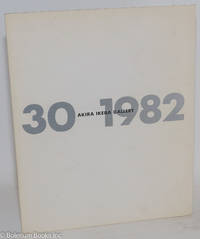 30 1982
AKIRA IKEDA GALLERY
© Bolerium Books Inc.